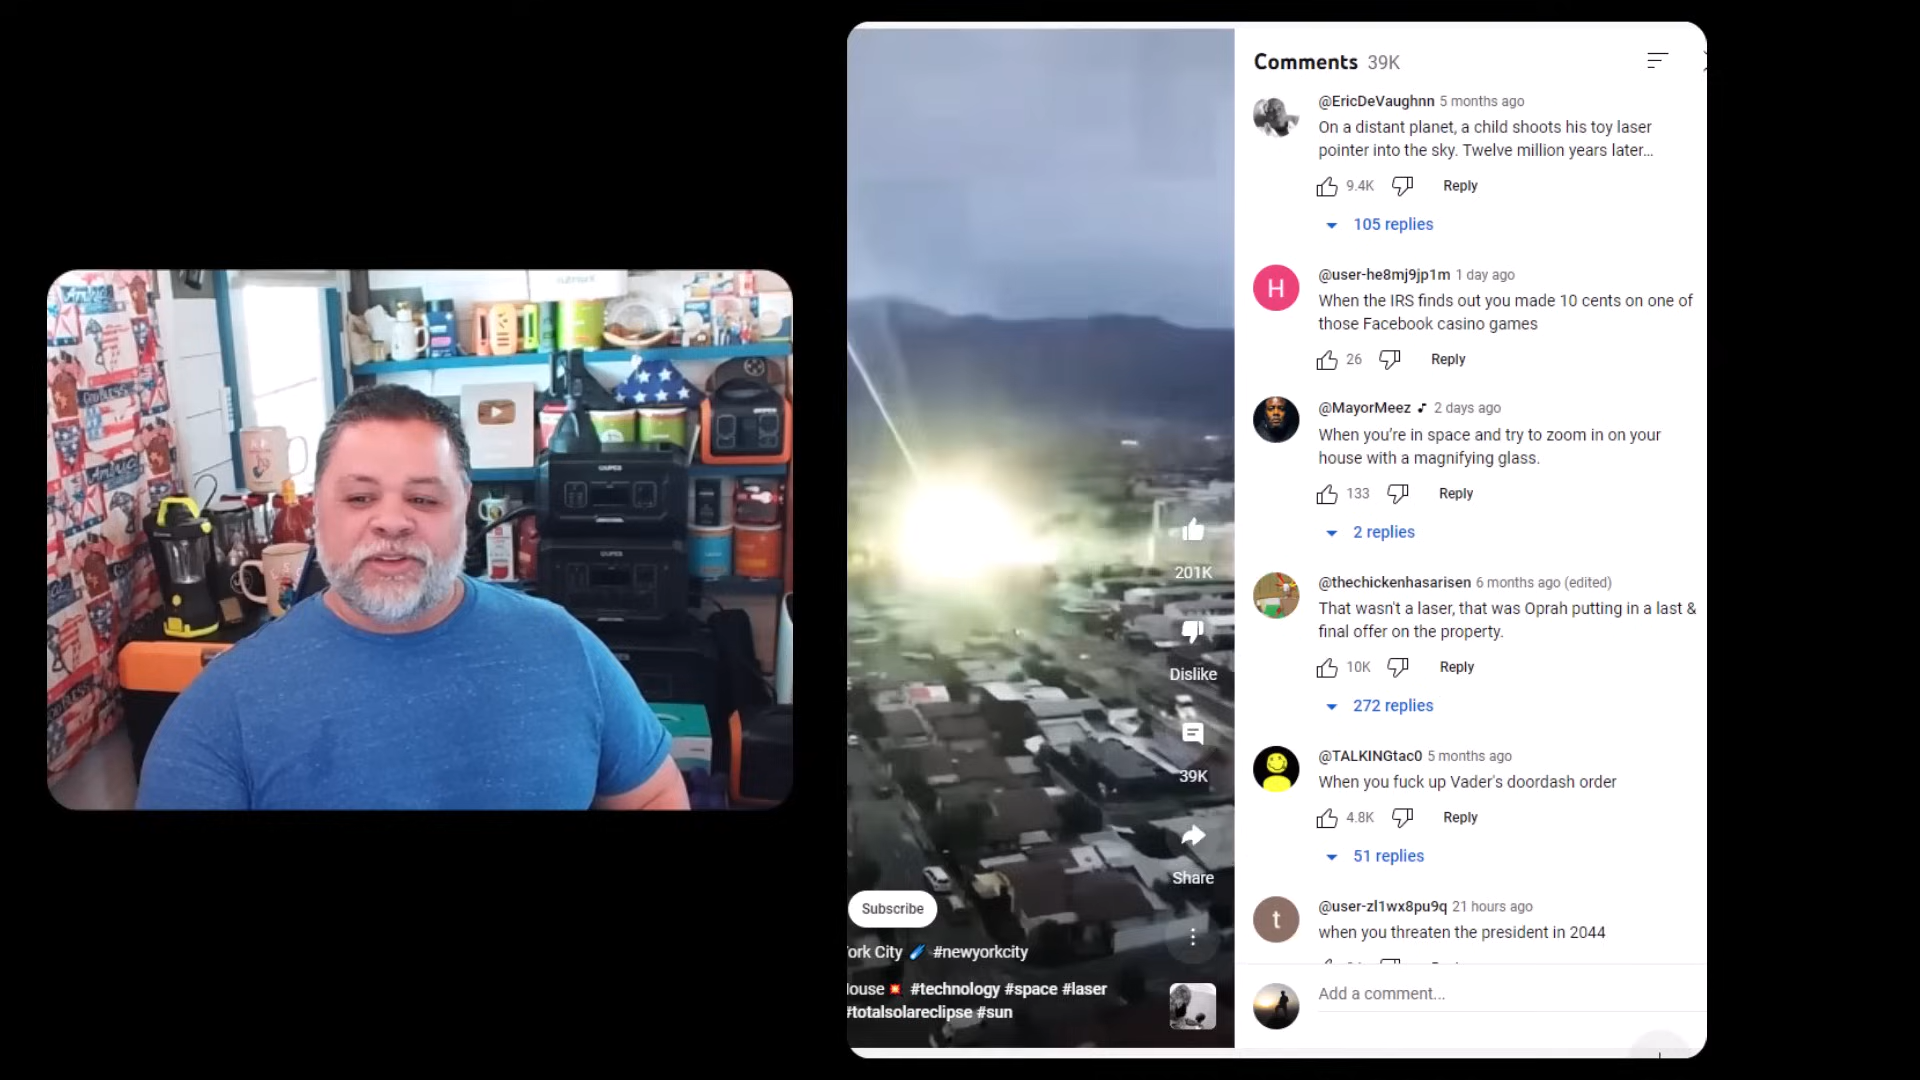 Comments 39K
@EricDeVaughnn 5 months ago
On a distant planet, a child shoots his toy laser
pointer into the sky. Twelve million years later...
9.4K Reply
105 replies
H
@user-he8mj9jp1m 1 day ago
When the IRS finds out you made 10 cents on one of
those Facebook casino games
26 Reply
@MayorMeez 2 days ago
When you're in space and try to zoom in on your
house with a magnifying glass.
133 Reply
2 replies
@thechickenhasarisen 6 months ago (edited)
That wasn't a laser, that was Oprah putting in a last &
final offer on the property.
10K Reply
272 replies
@TALKINGtac0 5 months ago
When you fuck up Vader's doordash order
4.8K Reply
51 replies
t
@user-zl1wx8pu9q 21 hours ago
when you threaten the president in 2044
Add a comment...
201K
Dislike
39K
Share
Subscribe
ork City #newyorkcity
ouse #technology #space #laser
#totalsolareclipse #sun